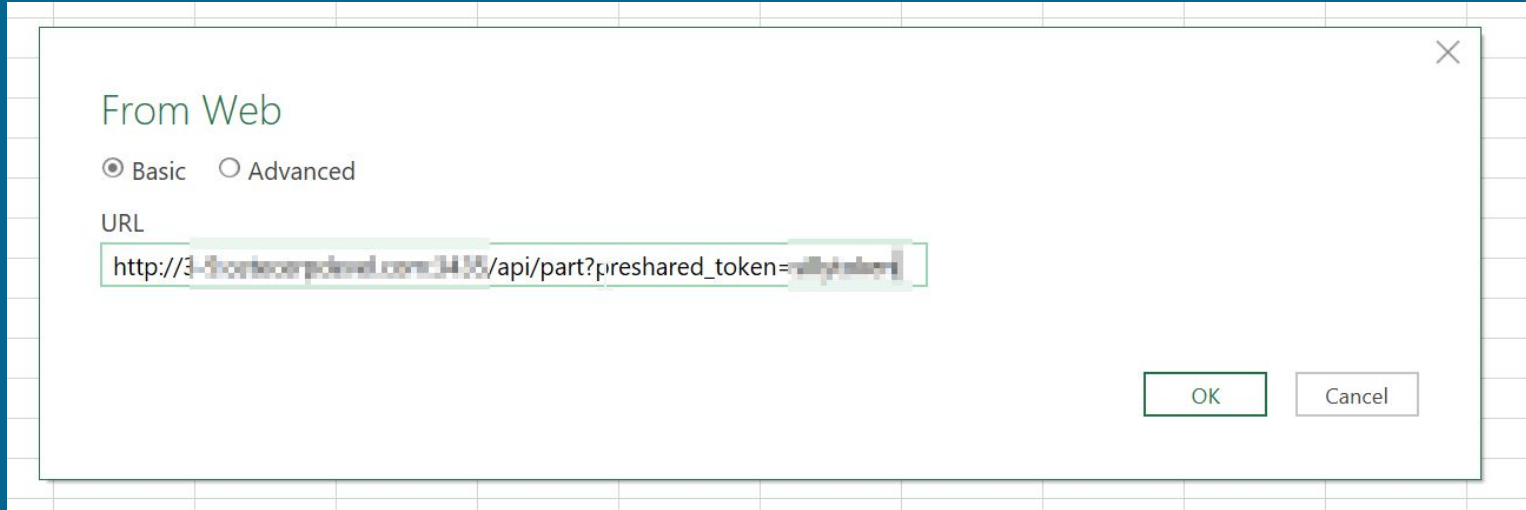 From Web
Basic Advanced
URL
http://3 /api/part?preshared_token=
OK Cancel